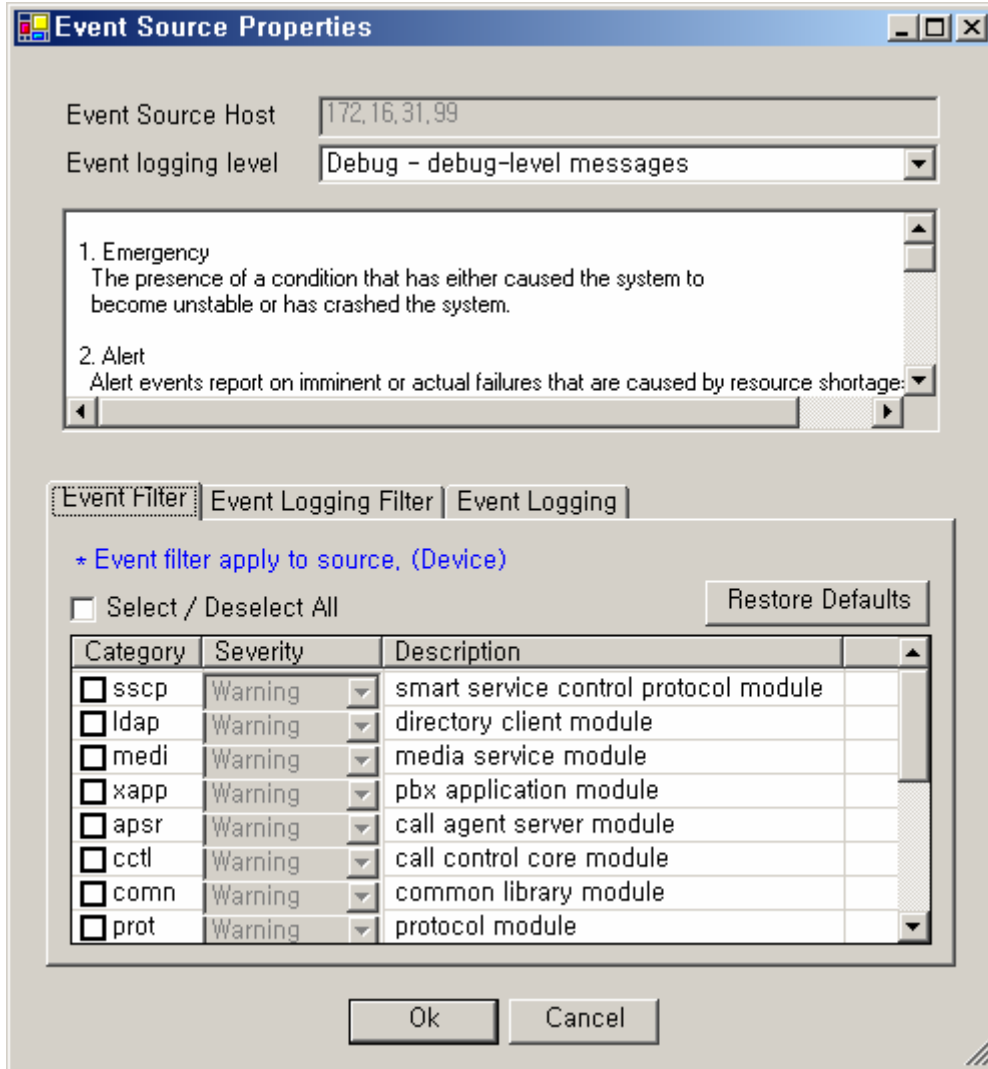 Event Source Properties
Event Source Host 172,16,31,99
Event logging level Debug - debug-level messages
1. Emergency
The presence of a condition that has either caused the system to
become unstable or has crashed the system.
2. Alert
Alert events report on imminent or actual failures that are caused by resource shortage
Event Filter Event Logging Filter Event Logging
* Event filter apply to source, (Device)
Select / Deselect All Restore Defaults
Category Severity Description
sscp Warning smart service control protocol module
ldap Warning directory client module
medi Warning media service module
xapp Warning pbx application module
apsr Warning call agent server module
cctl Warning call control core module
comn Warning common library module
prot Warning protocol module
Ok Cancel